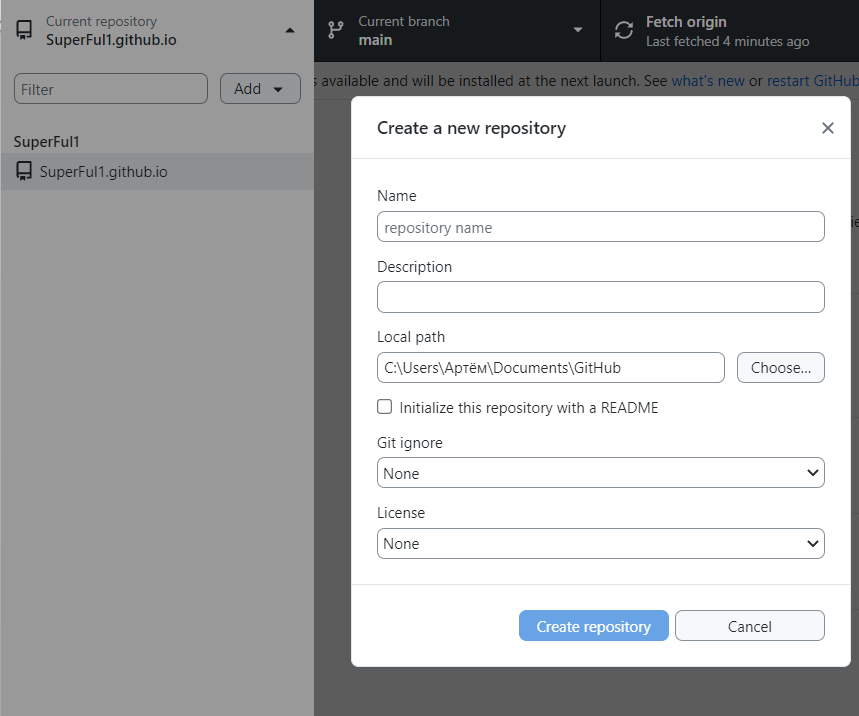 Current repository
SuperFul1.github.io
Current branch
main
Fetch origin
Last fetched 4 minutes ago
Filter
Add
available and will be installed at the next launch. See what's new or restart GitHub
SuperFul1
SuperFul1.github.io
Create a new repository
Name
repository name
Description
Local path
C:\Users\Артём\Documents\GitHub
Choose...
Initialize this repository with a README
Git ignore
None
License
None
Create repository
Cancel